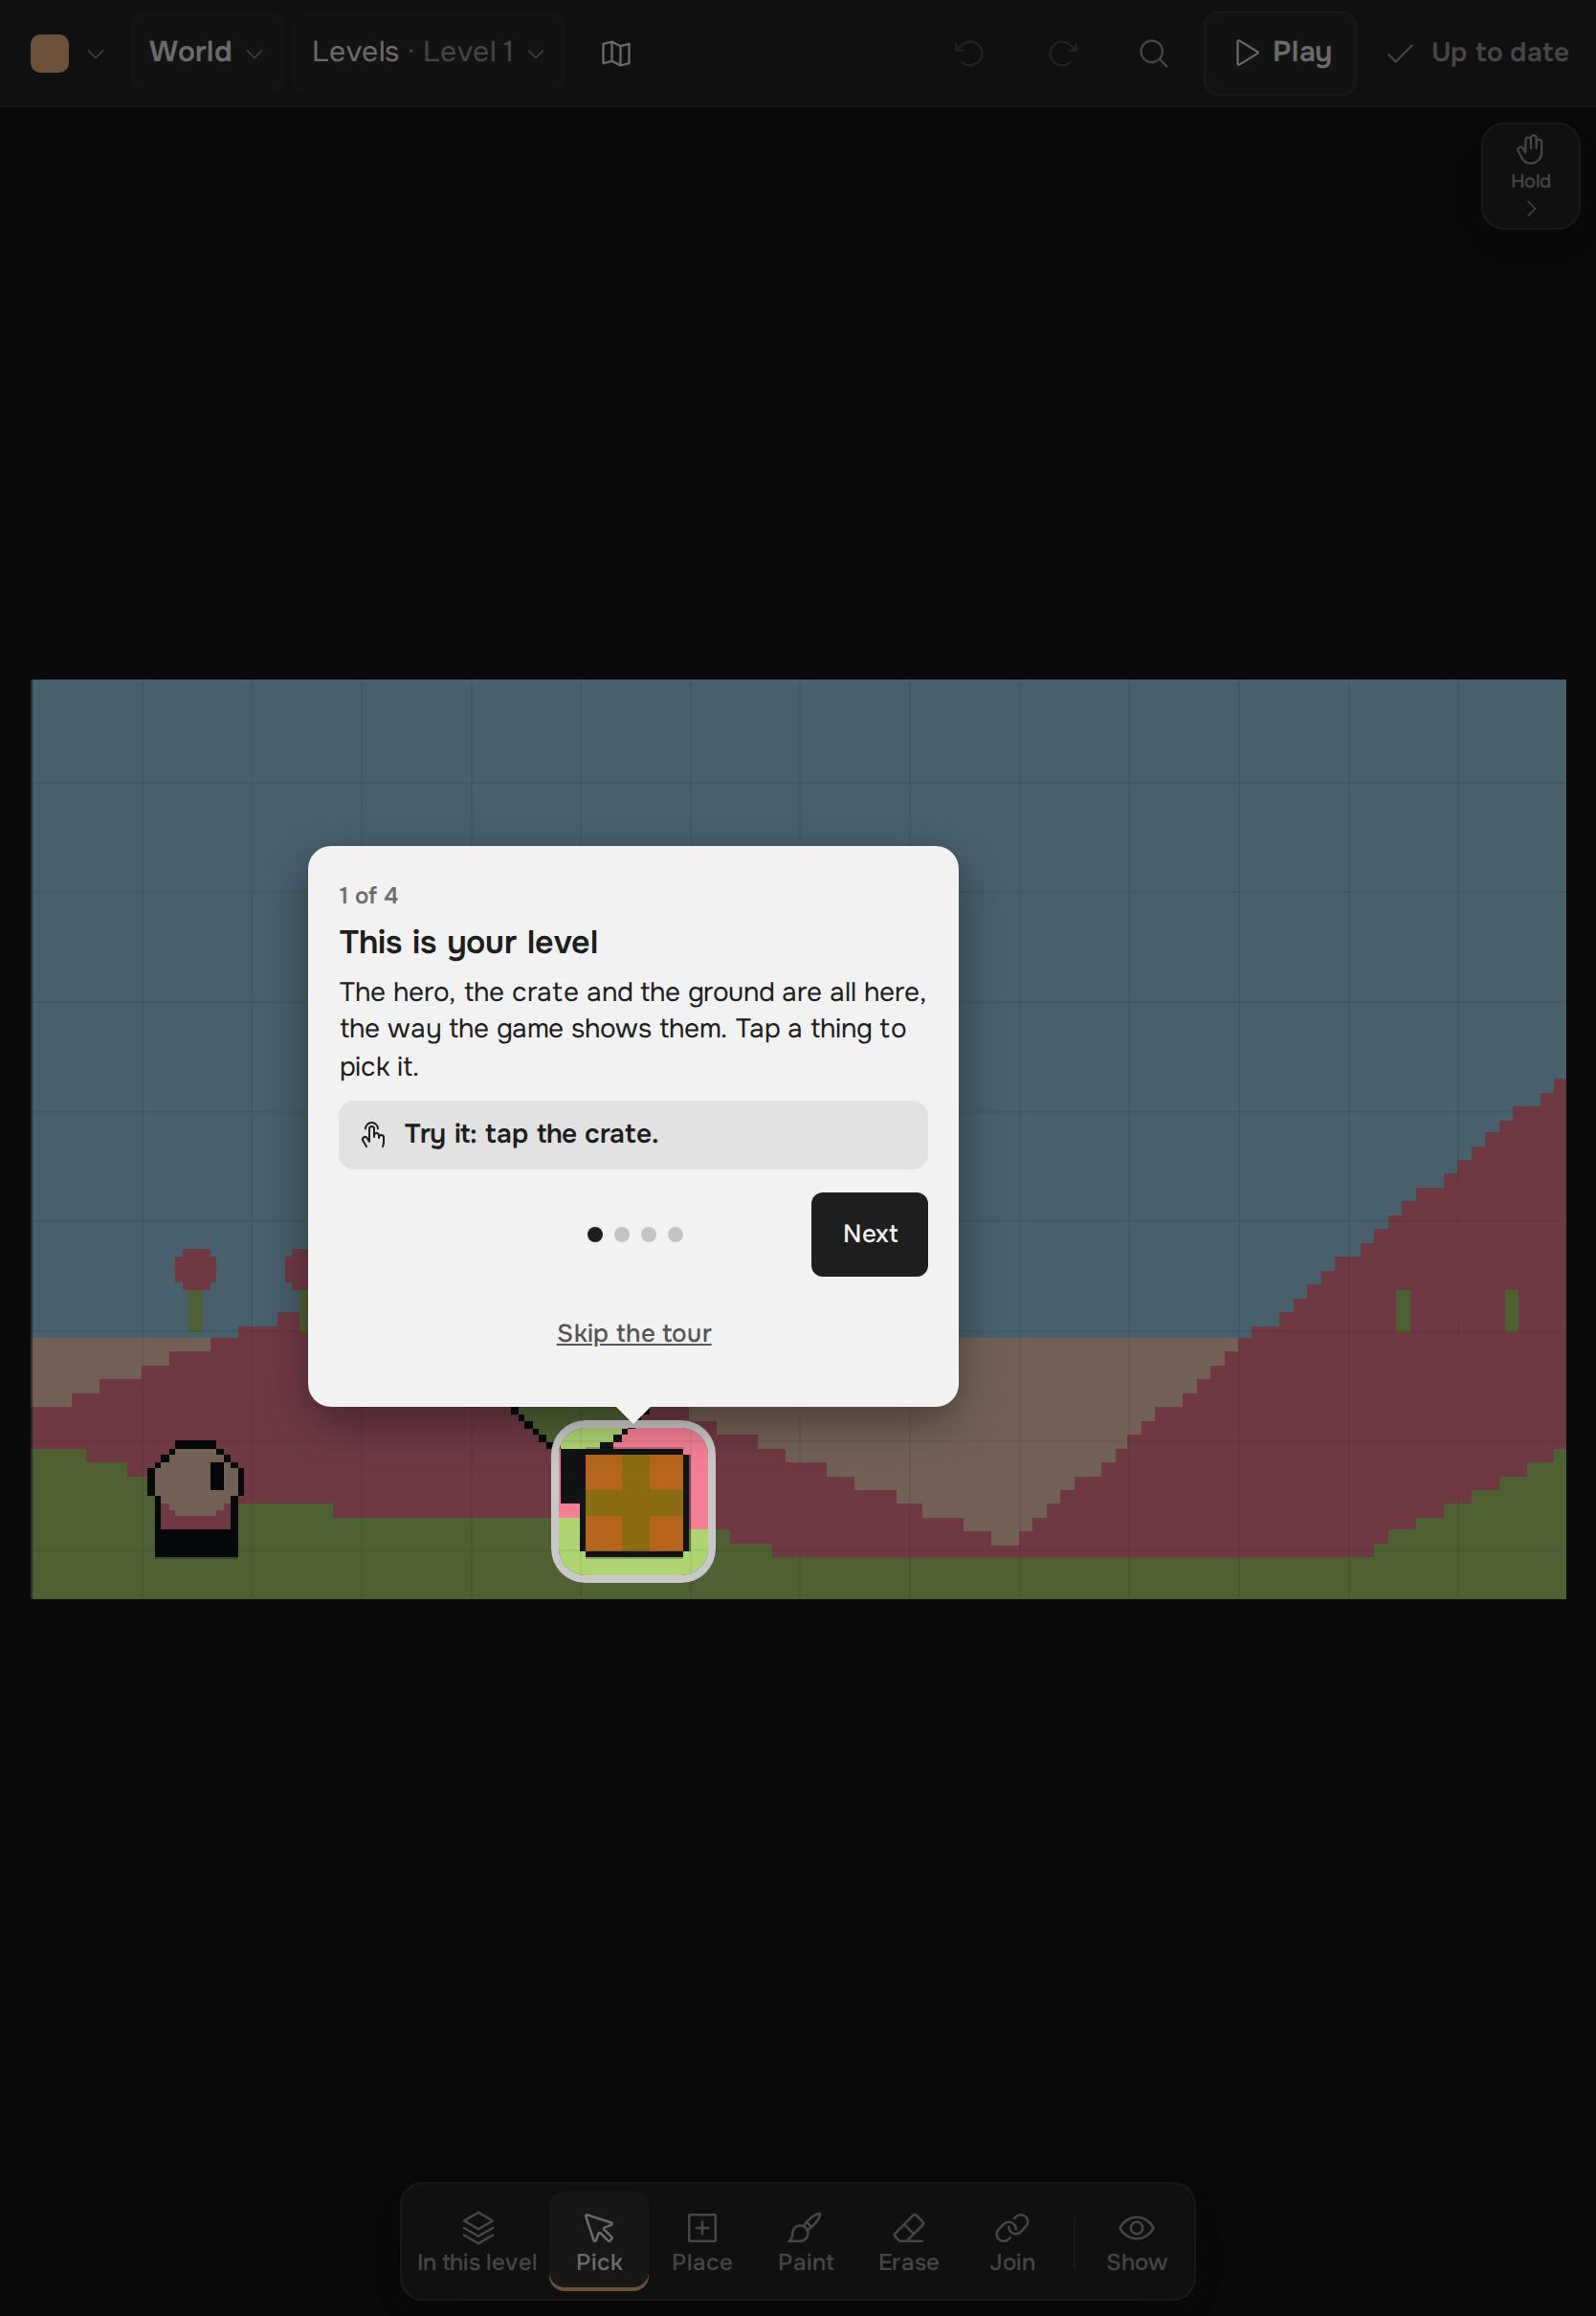 World
Levels · Level 1
Play
Up to date
Hold
1 of 4
This is your level
The hero, the crate and the ground are all here,
the way the game shows them. Tap a thing to
pick it.
Try it: tap the crate.
Next
Skip the tour
In this level
Pick
Place
Paint
Erase
Join
Show